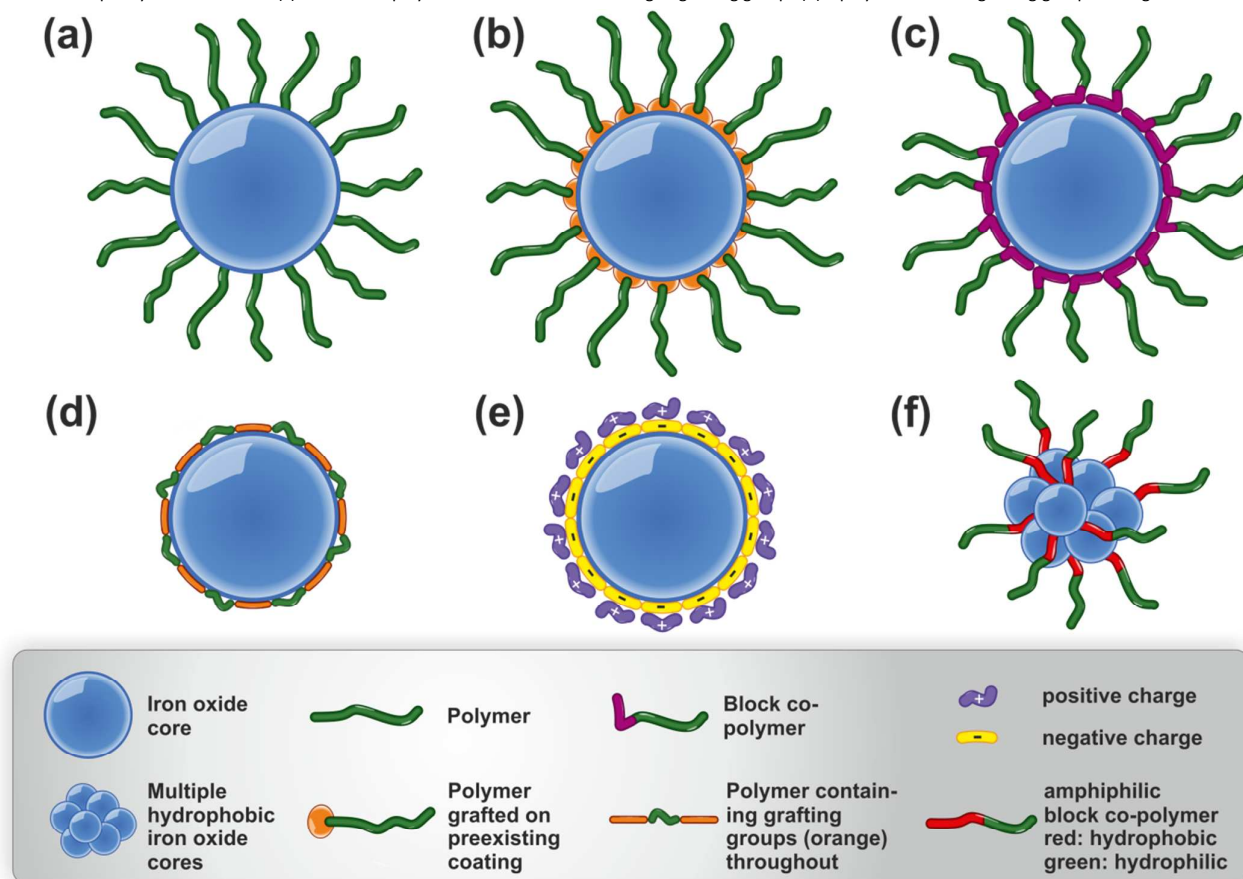 (a)
(b)
(c)
(d)
(e)
(f)
Iron oxide
core
Polymer
Block co-
polymer
positive charge
negative charge
Multiple
hydrophobic
iron oxide
cores
Polymer
grafted on
preexisting
coating
Polymer contain-
ing grafting
groups (orange)
throughout
amphiphilic
block co-polymer
red: hydrophobic
green: hydrophilic